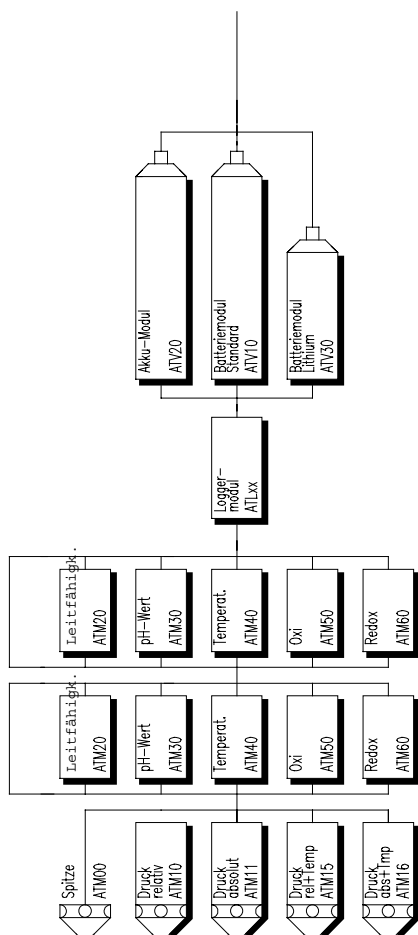 Akku-Modul
ATV20
Batteriemodul
Standard
ATV10
Batteriemodul
Lithium
ATV30
Logger-
modul
ATLxx
Leitfähigk.
ATM20
pH-Wert
ATM30
Temperat.
ATM40
Oxi
ATM50
Redox
ATM60
Leitfähigk.
ATM20
pH-Wert
ATM30
Temperat.
ATM40
Oxi
ATM50
Redox
ATM60
Spitze
ATM00
Druck
relativ
ATM10
Druck
absolut
ATM11
Druck
rel+Temp
ATM15
Druck
abs+Tmp
ATM16